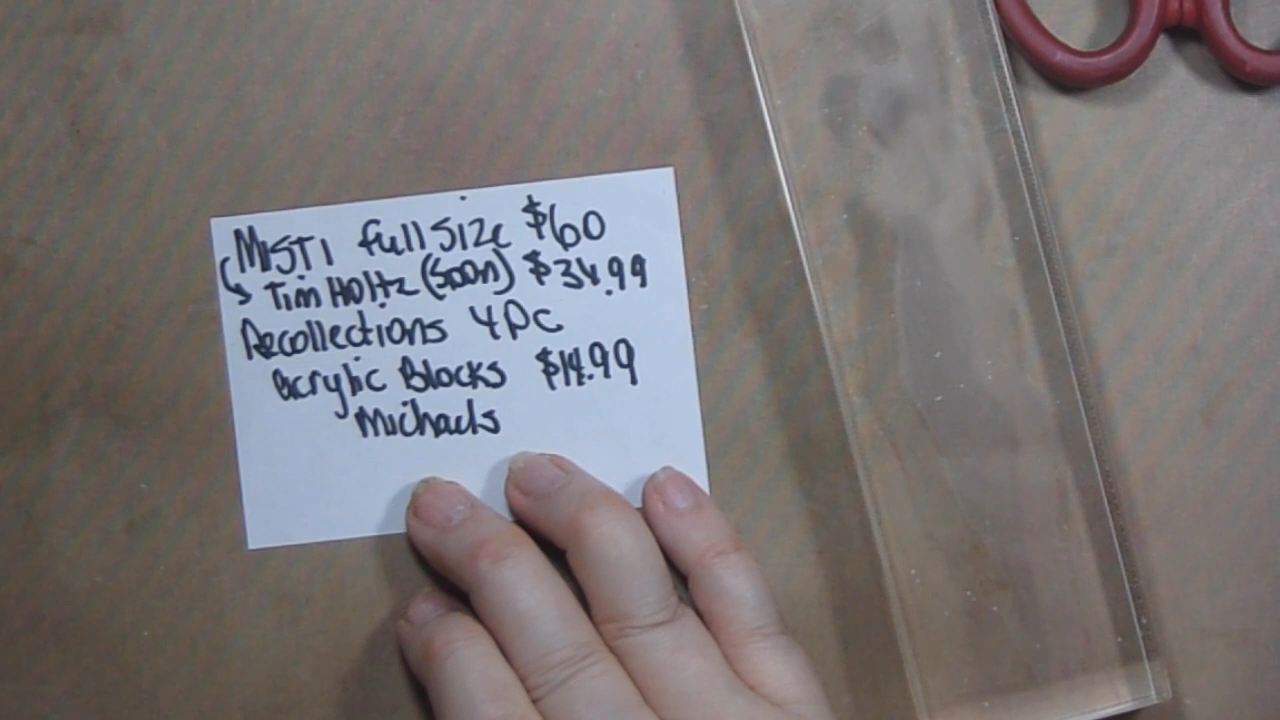 MISTI full size $60
Tim Holtz (soon) $34.99
Recollections 4pc
acrylic Blocks $14.99
Michaels